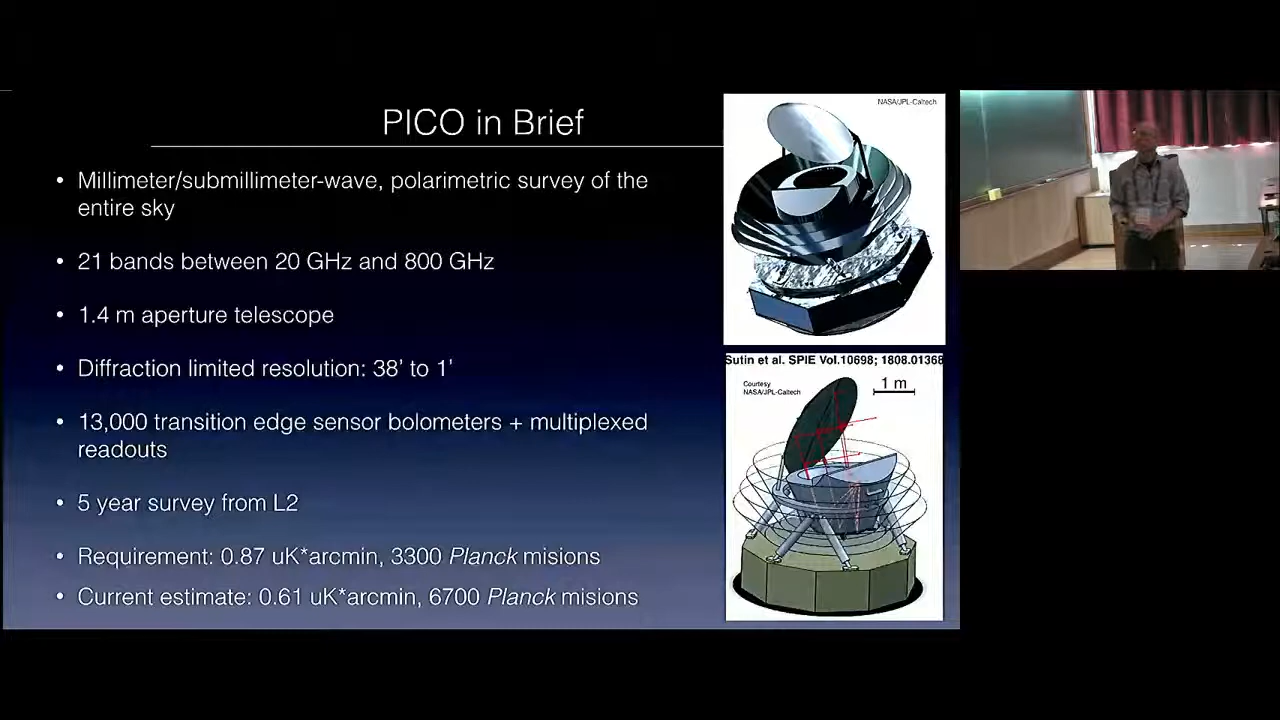 PICO in Brief
• Millimeter/submillimeter-wave, polarimetric survey of the
entire sky
• 21 bands between 20 GHz and 800 GHz
• 1.4 m aperture telescope
• Diffraction limited resolution: 38’ to 1’
• 13,000 transition edge sensor bolometers + multiplexed
readouts
• 5 year survey from L2
• Requirement: 0.87 uK*arcmin, 3300 Planck misions
• Current estimate: 0.61 uK*arcmin, 6700 Planck misions
NASA/JPL-Caltech
Sutin et al. SPIE Vol.10698; 1808.01368
Courtesy
NASA/JPL-Caltech
1 m